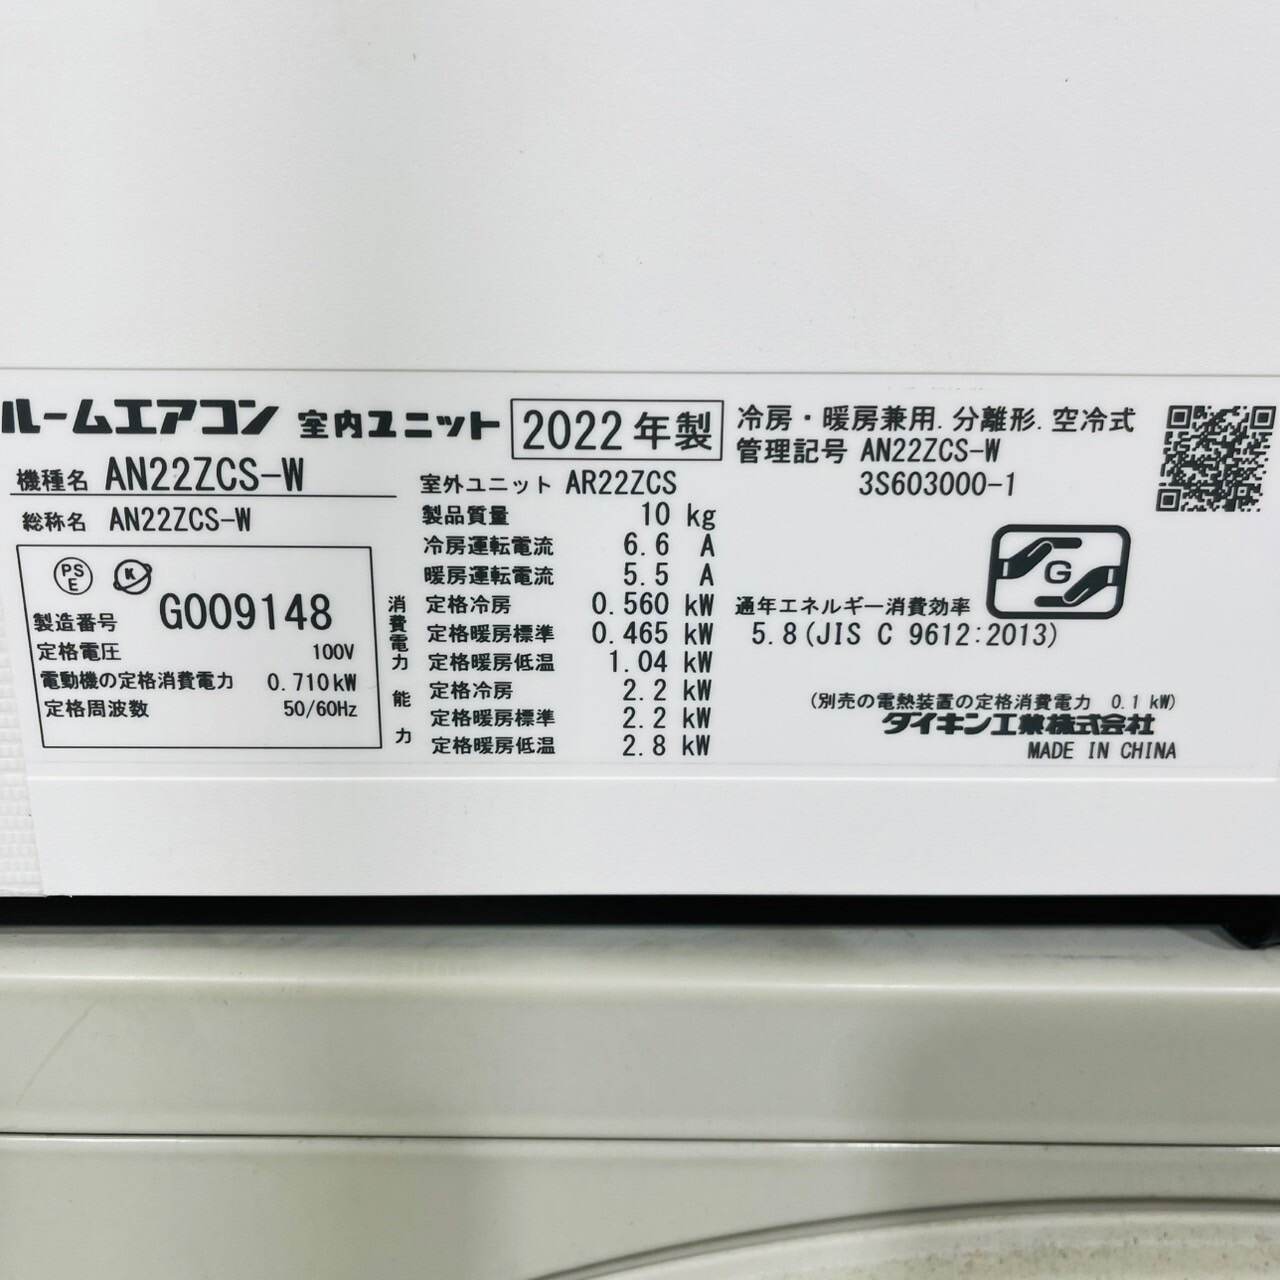 ルームエアコン 室内ユニット 2022年製
機種名 AN22ZCS-W
総称名 AN22ZCS-W
PS
E
K
製造番号 G009148
定格電圧 100V
電動機の定格消費電力 0.710kW
定格周波数 50/60Hz
室外ユニット AR22ZCS
製品質量 10 kg
冷房運転電流 6.6 A
暖房運転電流 5.5 A
消費電力 定格冷房 0.560 kW
定格暖房標準 0.465 kW
定格暖房低温 1.04 kW
能力 定格冷房 2.2 kW
定格暖房標準 2.2 kW
定格暖房低温 2.8 kW
冷房・暖房兼用.分離形.空冷式
管理記号 AN22ZCS-W
3S603000-1
G
通年エネルギー消費効率
5.8(JIS C 9612:2013)
(別売の電熱装置の定格消費電力 0.1 kW)
ダイキン工業株式会社
MADE IN CHINA